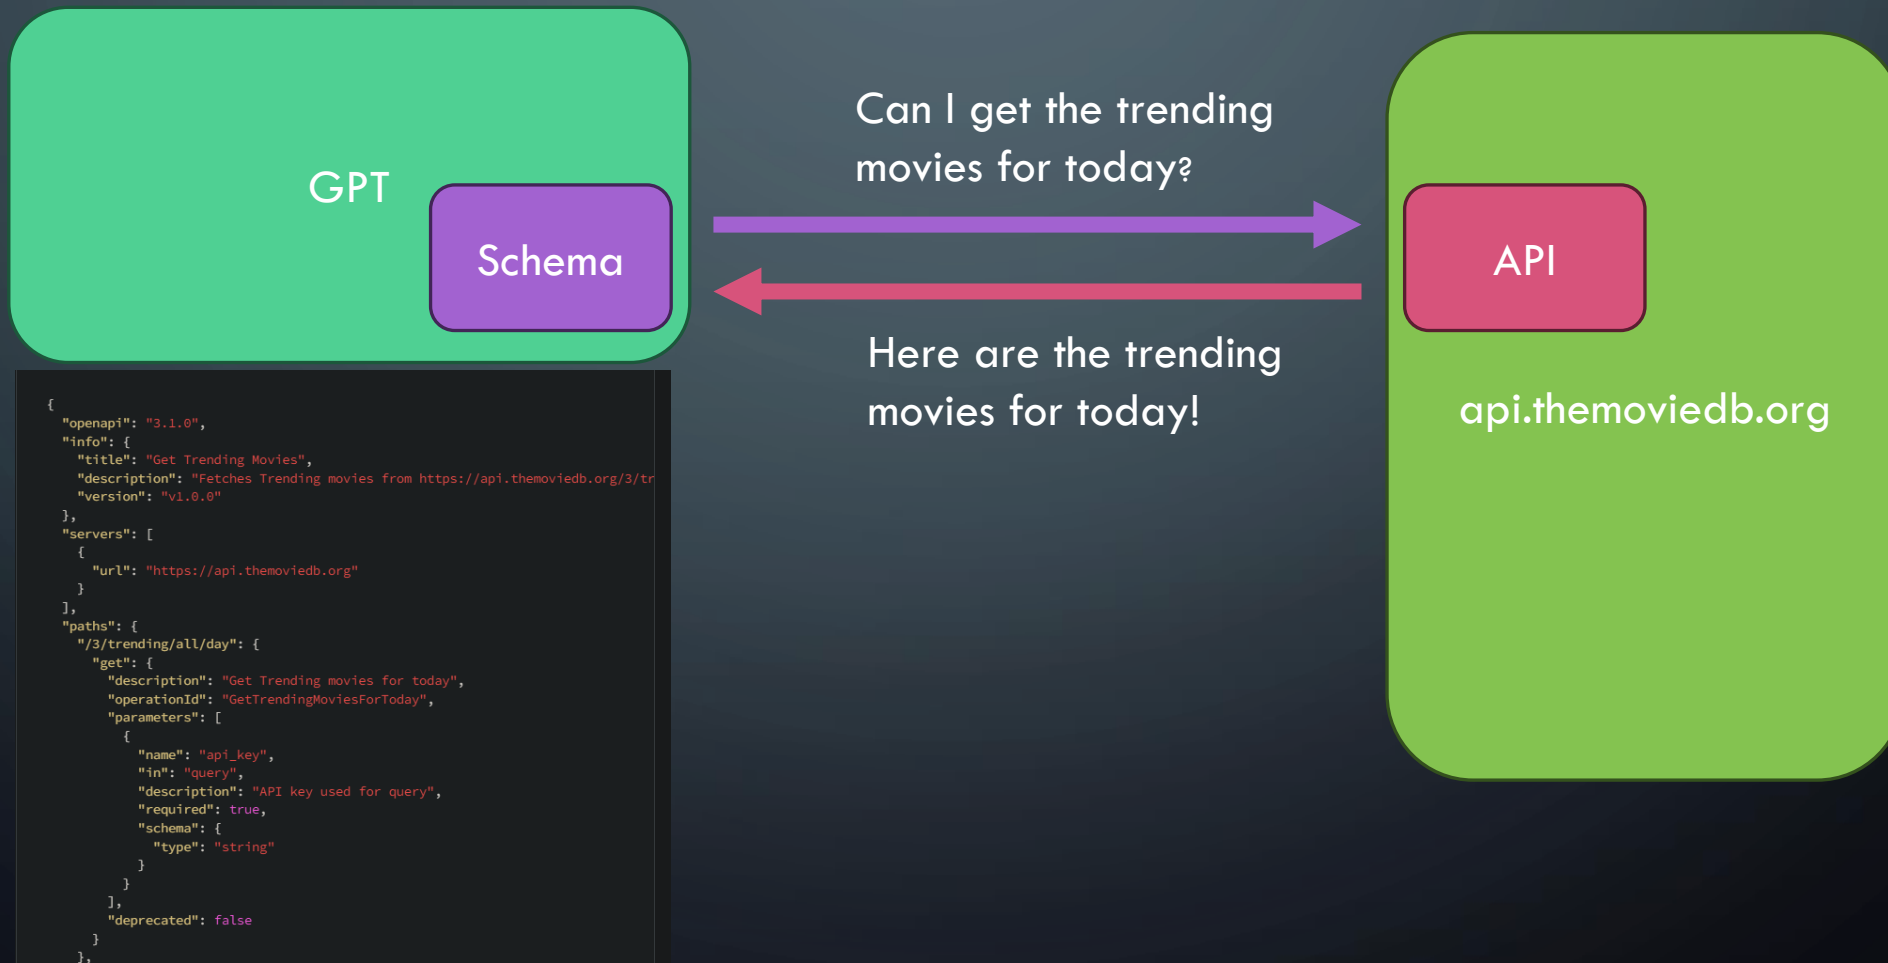 GPT
Schema
Can I get the trending
movies for today?
Here are the trending
movies for today!
API
api.themoviedb.org
{
"openapi": "3.1.0",
"info": {
"title": "Get Trending Movies",
"description": "Fetches Trending movies from https://api.themoviedb.org/3/tr
"version": "v1.0.0"
},
"servers": [
{
"url": "https://api.themoviedb.org"
}
],
"paths": {
"/3/trending/all/day": {
"get": {
"description": "Get Trending movies for today",
"operationId": "GetTrendingMoviesForToday",
"parameters": [
{
"name": "api_key",
"in": "query",
"description": "API key used for query",
"required": true,
"schema": {
"type": "string"
}
}
],
"deprecated": false
}
},